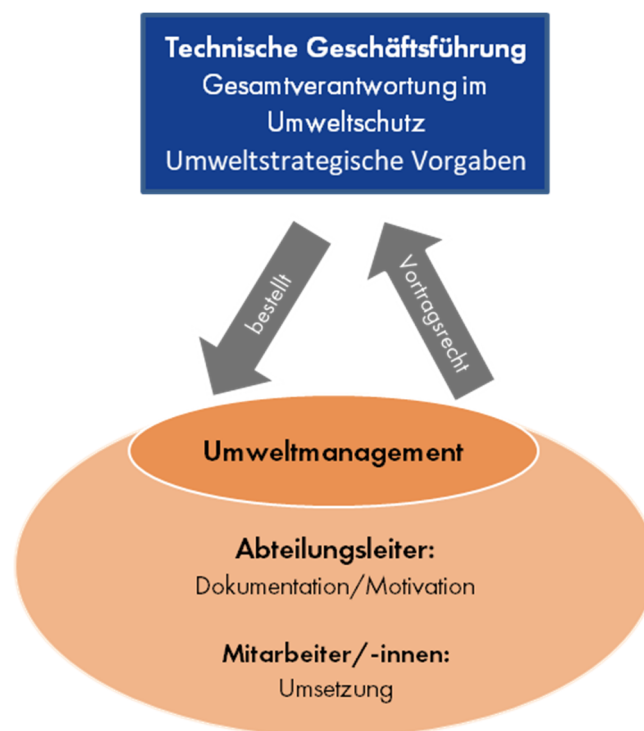 Technische Geschäftsführung
Gesamtverantwortung im
Umweltschutz
Umweltstrategische Vorgaben
bestellt
Vortragsrecht
Umweltmanagement
Abteilungsleiter:
Dokumentation/Motivation
Mitarbeiter/-innen:
Umsetzung